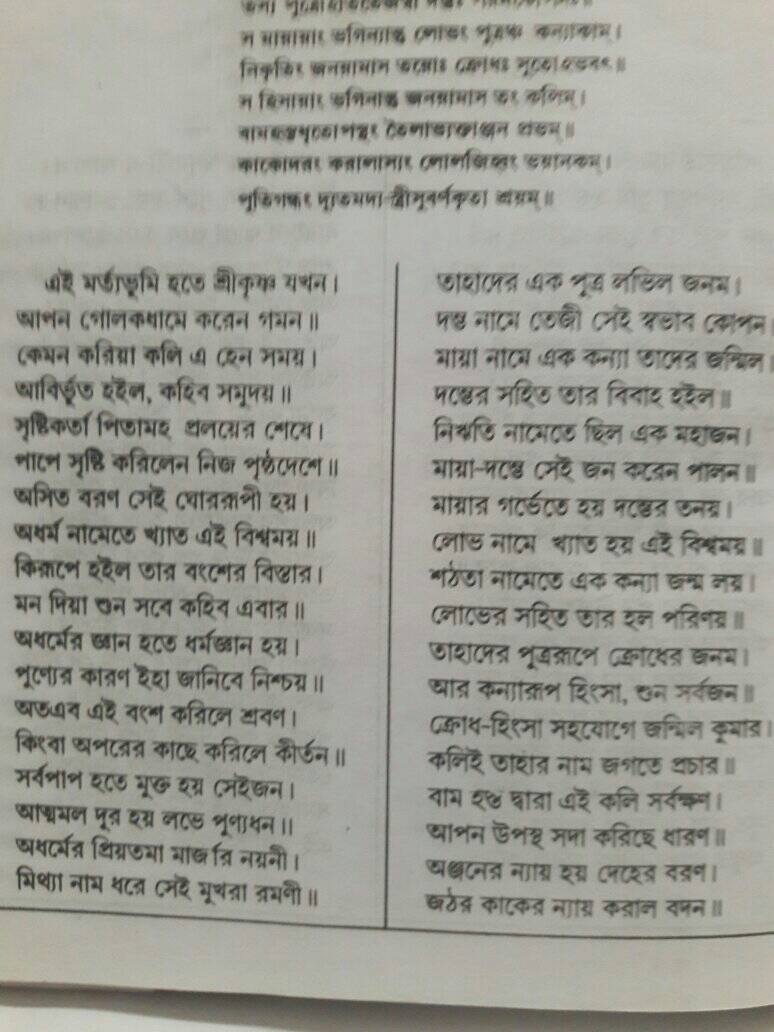 স মায়ায়াং ভগিন্যান্তু লোভং পুত্রঞ্চ কন্যকাম্।
নিকৃতিং জনয়ামাস তয়োঃ ক্রোধঃ সুতোঽভবৎ॥
স হিংসায়াং ভগিন্যান্তু জনয়ামাস তং কলিম্।
কাকোদরং করালাস্যং লোলজিহ্বং ভয়ানকম্।
পূতিগন্ধং দ্যূতমদ্য স্ত্রীসুবর্ণকৃতা শ্রয়ম্॥
এই মর্ত্যভূমি হতে শ্রীকৃষ্ণ যখন।
আপন গোলকধামে করেন গমন॥
কেমন করিয়া কলি এ হেন সময়।
আবির্ভূত হইল, কহিব সমুদয়॥
সৃষ্টিকর্তা পিতামহ প্রলয়ের শেষে।
পাপে সৃষ্টি করিলেন নিজ পৃষ্ঠদেশে॥
অসিত বরণ সেই ঘোররূপী হয়।
অধর্ম নামেতে খ্যাত এই বিশ্বময়॥
কিরূপে হইল তার বংশের বিস্তার।
মন দিয়া শুন সবে কহিব এবার॥
অধর্মের জ্ঞান হতে ধর্মজ্ঞান হয়।
পূণ্যের কারণ ইহা জানিবে নিশ্চয়॥
অতএব এই বংশ করিলে শ্রবণ।
কিংবা অপরের কাছে করিলে কীর্তন॥
সর্বপাপ হতে মুক্ত হয় সেইজন।
আত্মমল দূর হয় লভে পূণ্যধন॥
অধর্মের প্রিয়তমা মার্জার নয়নী।
মিথ্যা নাম ধরে সেই মুখরা রমণী॥
তাহাদের এক পুত্র লভিল জনম।
দম্ভ নামে তেজী সেই স্বভাব কোপন।
মায়া নামে এক কন্যা তাদের জন্মিল।
দম্ভের সহিত তার বিবাহ হইল॥
নিঋতি নামেতে ছিল এক মহাজন।
মায়া-দম্ভে সেই জন করেন পালন॥
মায়ার গর্ভেতে হয় দম্ভের তনয়।
লোভ নামে খ্যাত হয় এই বিশ্বময়॥
শঠতা নামেতে এক কন্যা জন্ম লয়।
লোভের সহিত তার হল পরিণয়॥
তাহাদের পুত্ররূপে ক্রোধের জনম।
আর কন্যারূপ হিংসা, শুন সর্বজন॥
ক্রোধ-হিংসা সহযোগে জন্মিল কুমার।
কলিই তাহার নাম জগতে প্রচার॥
বাম হস্ত দ্বারা এই কলি সর্বক্ষণ।
আপন উপস্থ সদা করিছে ধারণ॥
অঞ্জনের ন্যায় হয় দেহের বরণ।
জঠর কাকের ন্যায় করাল বদন॥